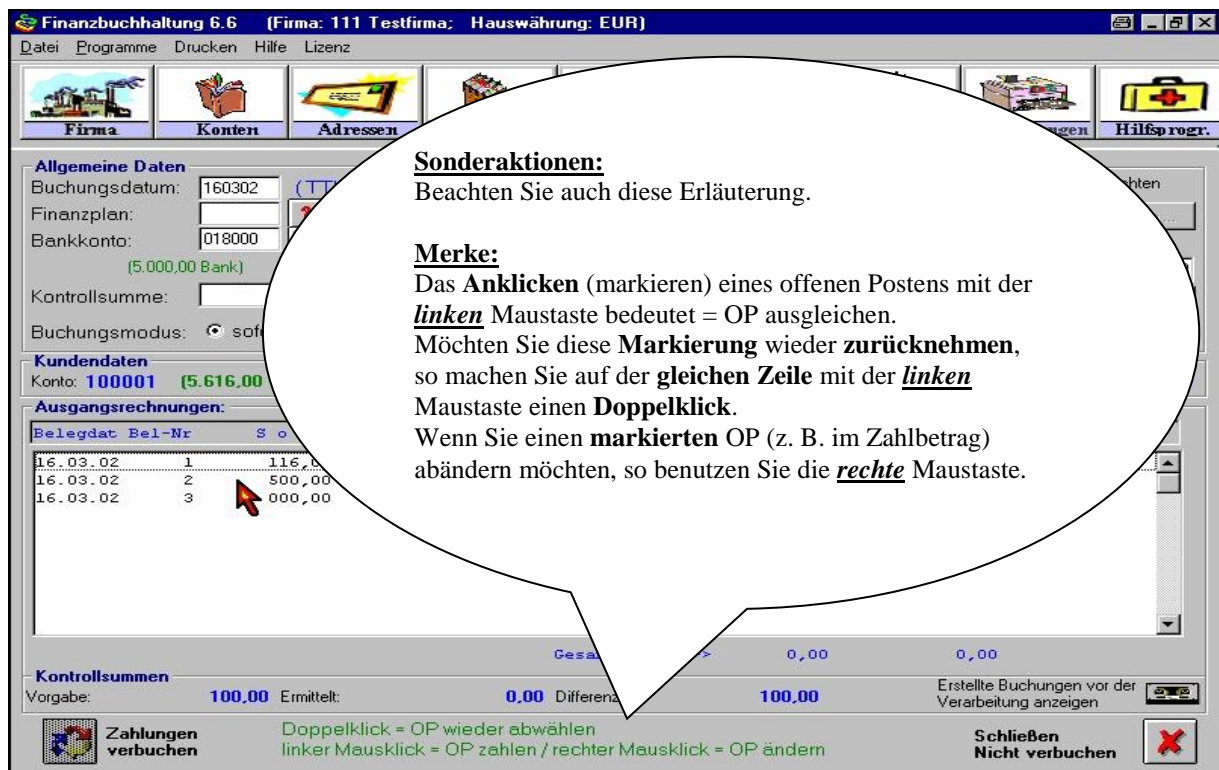 Finanzbuchhaltung 6.6 (Firma: 111 Testfirma; Hauswährung: EUR)
Datei Programme Drucken Hilfe Lizenz
Firma Konten Adressen Hilfsprogr.
Allgemeine Daten
Buchungsdatum: 160302
Finanzplan:
Bankkonto: 018000
(5.000,00 Bank)
Kontrollsumme:
Buchungsmodus:
Kundendaten
Konto: 100001 (5.616,00
Ausgangsrechnungen:
Belegdat Bel-Nr
16.03.02 1
16.03.02 2 500,00
16.03.02 3 000,00
Sonderaktionen:
Beachten Sie auch diese Erläuterung.
Merke:
Das Anklicken (markieren) eines offenen Postens mit der
linken Maustaste bedeutet = OP ausgleichen.
Möchten Sie diese Markierung wieder zurücknehmen,
so machen Sie auf der gleichen Zeile mit der linken
Maustaste einen Doppelklick.
Wenn Sie einen markierten OP (z. B. im Zahlbetrag)
abändern möchten, so benutzen Sie die rechte Maustaste.
0,00 0,00
Kontrollsummen
Vorgabe: 100,00 Ermittelt: 0,00 100,00
Erstellte Buchungen vor der
Verarbeitung anzeigen
Zahlungen
verbuchen
Doppelklick = OP wieder abwählen
linker Mausklick = OP zahlen / rechter Mausklick = OP ändern
Schließen
Nicht verbuchen